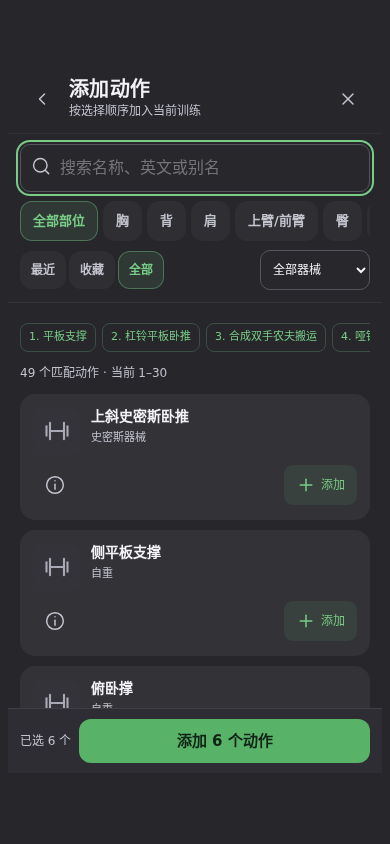 添加动作
按选择顺序加入当前训练
搜索名称、英文或别名
全部部位 胸 背 肩 上臂/前臂 臀
最近 收藏 全部 全部器械
1. 平板支撑 2. 杠铃平板卧推 3. 合成双手农夫搬运 4.
49 个匹配动作 · 当前 1–30
上斜史密斯卧推
史密斯器械
添加
侧平板支撑
自重
添加
俯卧撑
自重
已选 6 个 添加 6 个动作